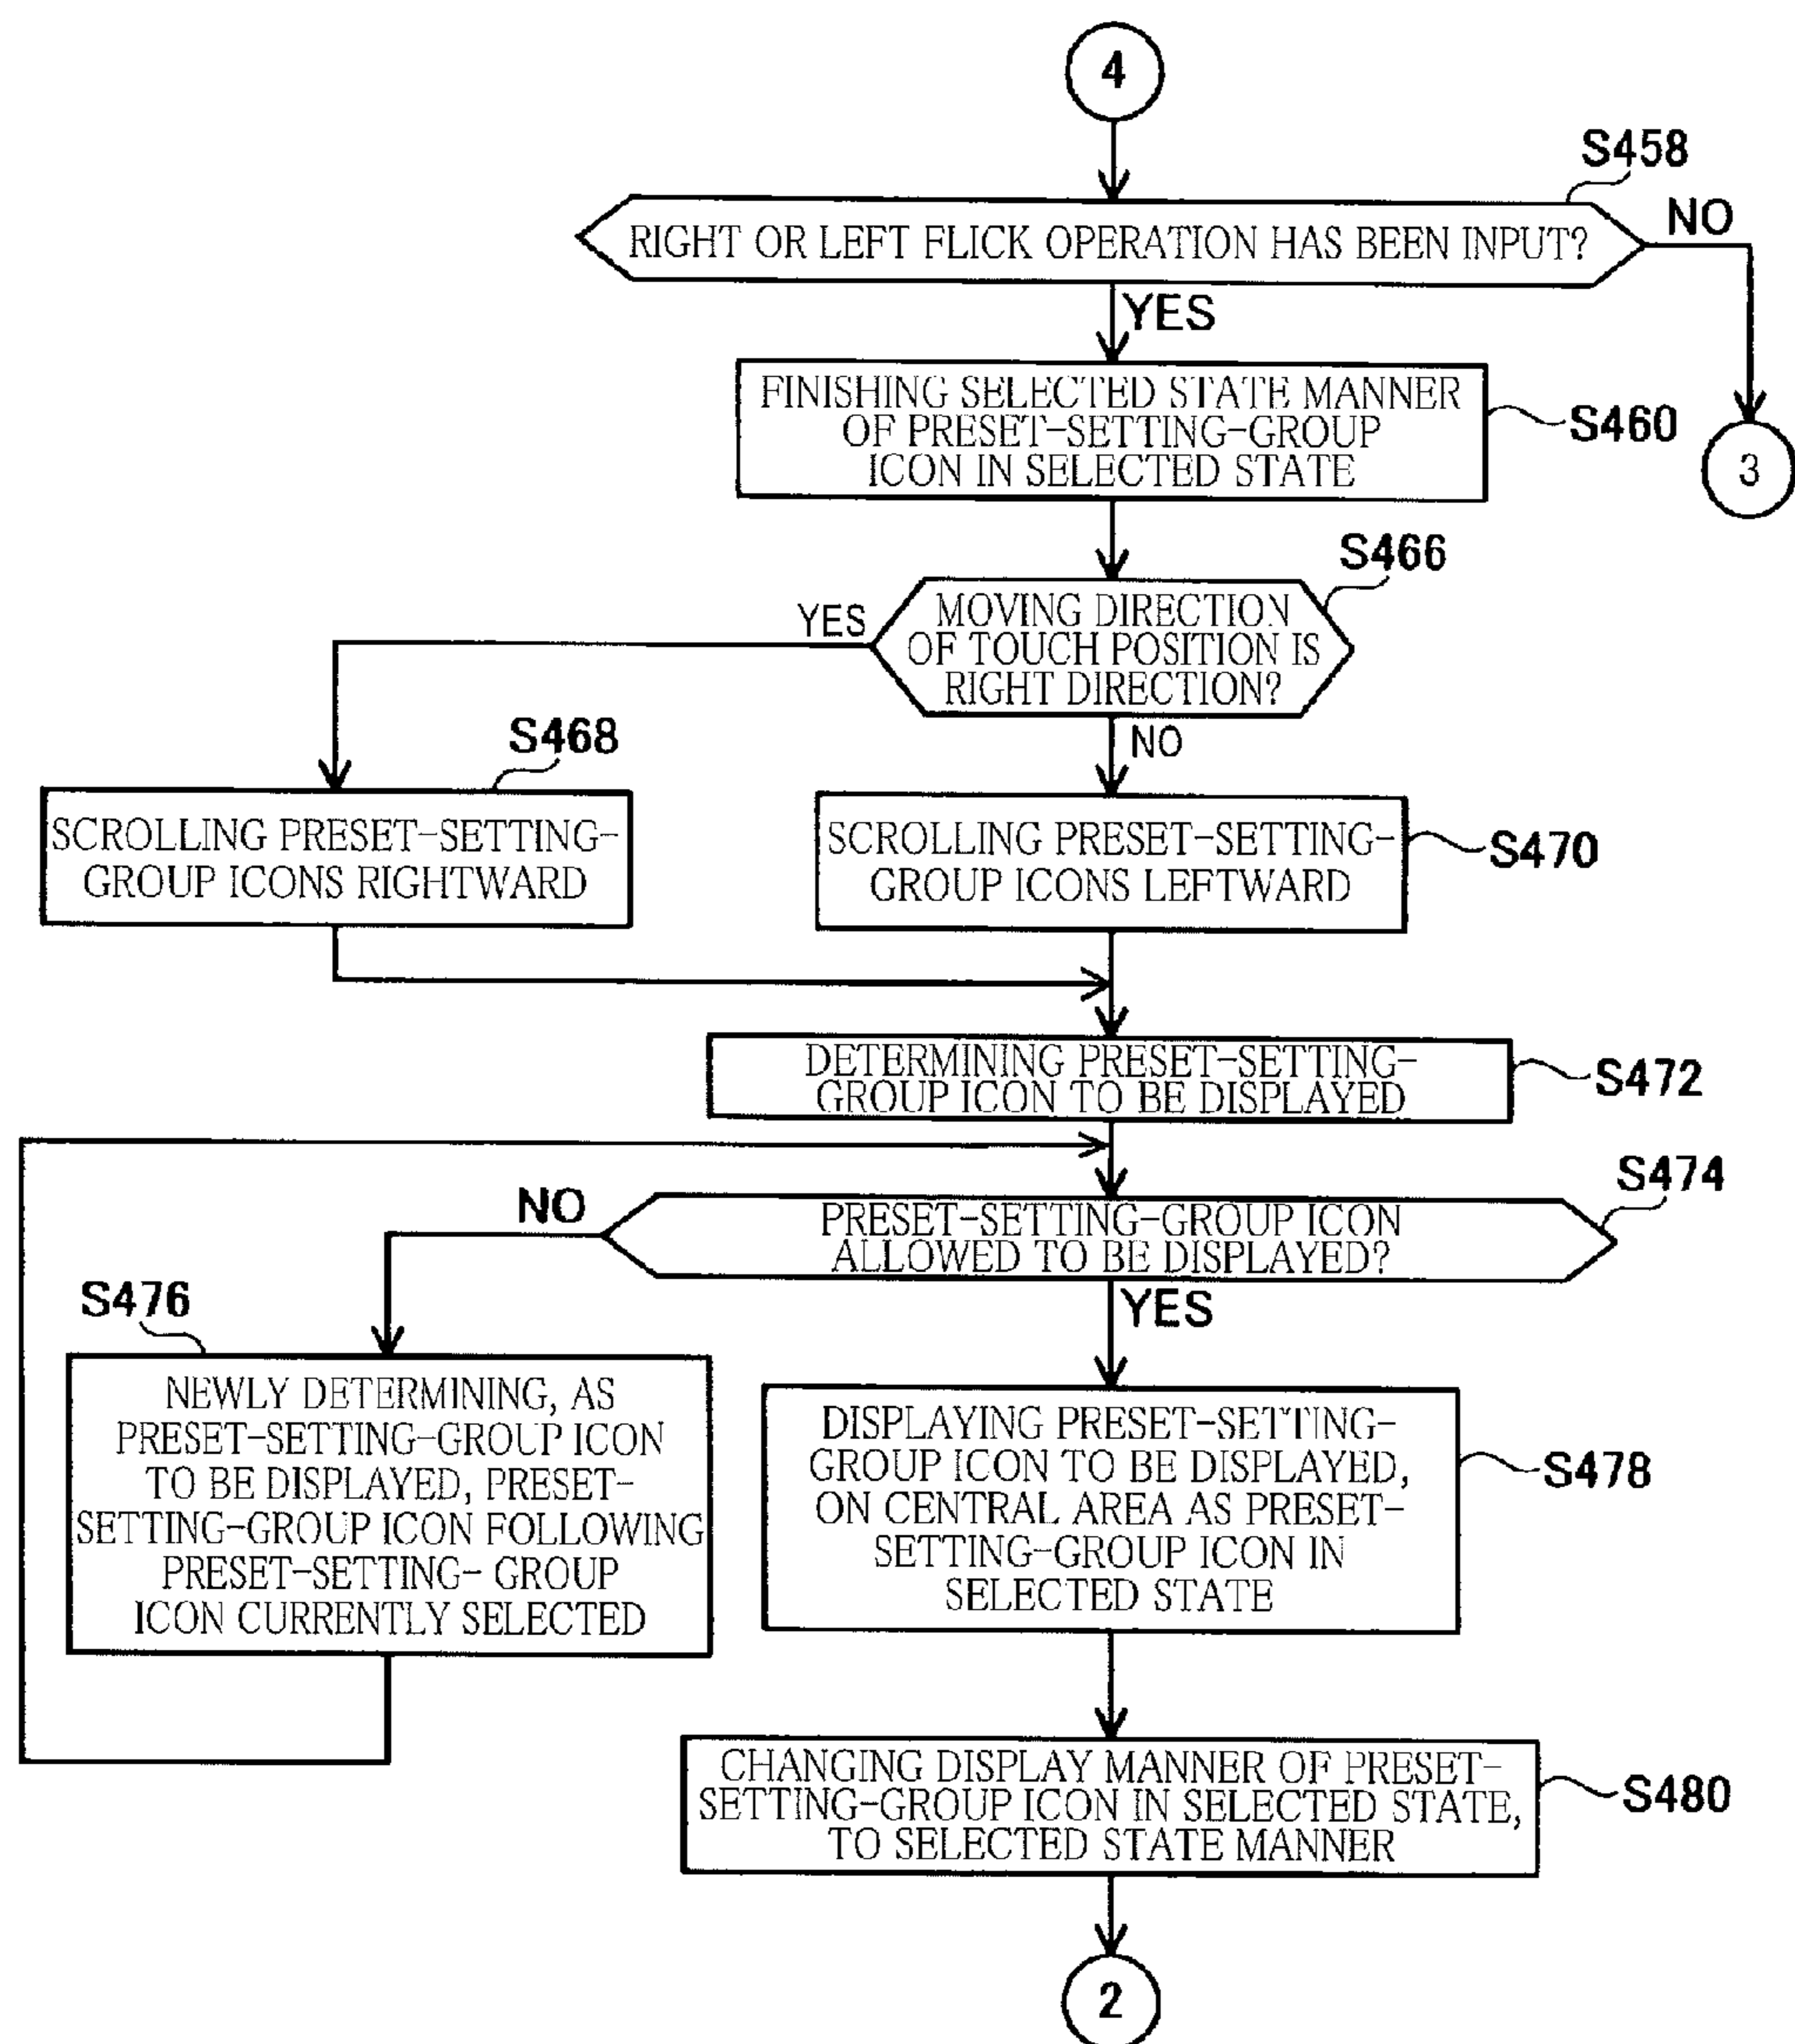 4
S458
RIGHT OR LEFT FLICK OPERATION HAS BEEN INPUT?
NO
YES
3
FINISHING SELECTED STATE MANNER
OF PRESET-SETTING-GROUP
ICON IN SELECTED STATE
S460
S466
MOVING DIRECTION
OF TOUCH POSITION IS
RIGHT DIRECTION?
YES
NO
S468
SCROLLING PRESET-SETTING-
GROUP ICONS RIGHTWARD
SCROLLING PRESET-SETTING-
GROUP ICONS LEFTWARD
S470
DETERMINING PRESET-SETTING-
GROUP ICON TO BE DISPLAYED
S472
S474
PRESET-SETTING-GROUP ICON
ALLOWED TO BE DISPLAYED?
NO
YES
S476
NEWLY DETERMINING, AS
PRESET-SETTING-GROUP ICON
TO BE DISPLAYED, PRESET-
SETTING-GROUP ICON FOLLOWING
PRESET-SETTING- GROUP
ICON CURRENTLY SELECTED
DISPLAYING PRESET-SETTING-
GROUP ICON TO BE DISPLAYED,
ON CENTRAL AREA AS PRESET-
SETTING-GROUP ICON IN
SELECTED STATE
S478
CHANGING DISPLAY MANNER OF PRESET-
SETTING-GROUP ICON IN SELECTED STATE,
TO SELECTED STATE MANNER
S480
2